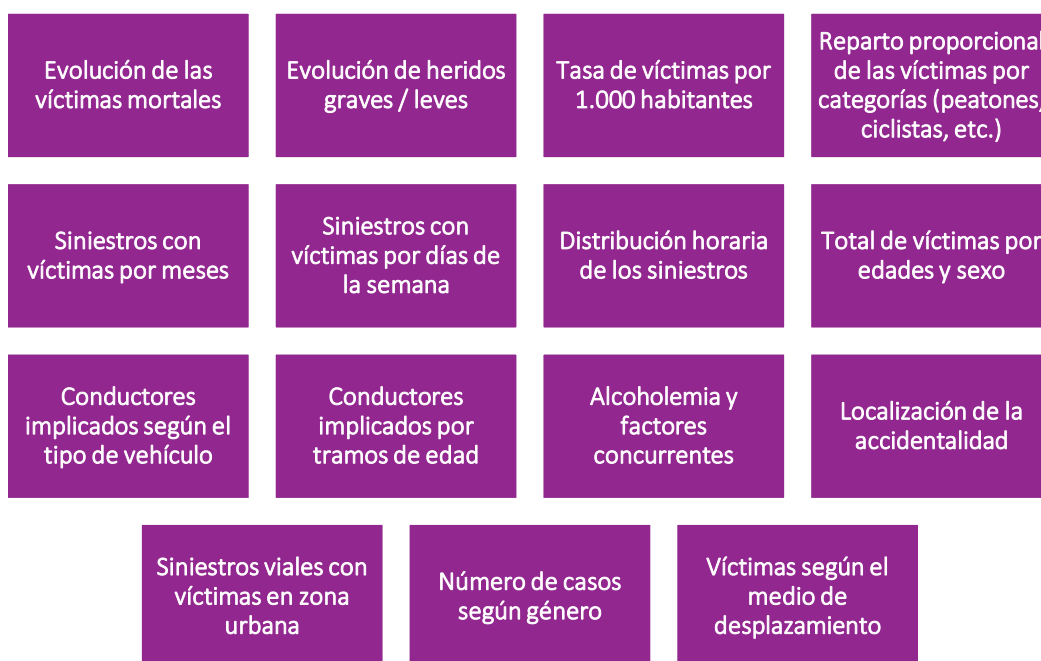 Evolución de las
víctimas mortales
Evolución de heridos
graves / leves
Tasa de víctimas por
1.000 habitantes
Reparto proporcional
de las víctimas por
categorías (peatones,
ciclistas, etc.)
Siniestros con
víctimas por meses
Siniestros con
víctimas por días de
la semana
Distribución horaria
de los siniestros
Total de víctimas por
edades y sexo
Conductores
implicados según el
tipo de vehículo
Conductores
implicados por
tramos de edad
Alcoholemia y
factores
concurrentes
Localización de la
accidentalidad
Siniestros viales con
víctimas en zona
urbana
Número de casos
según género
Víctimas según el
medio de
desplazamiento